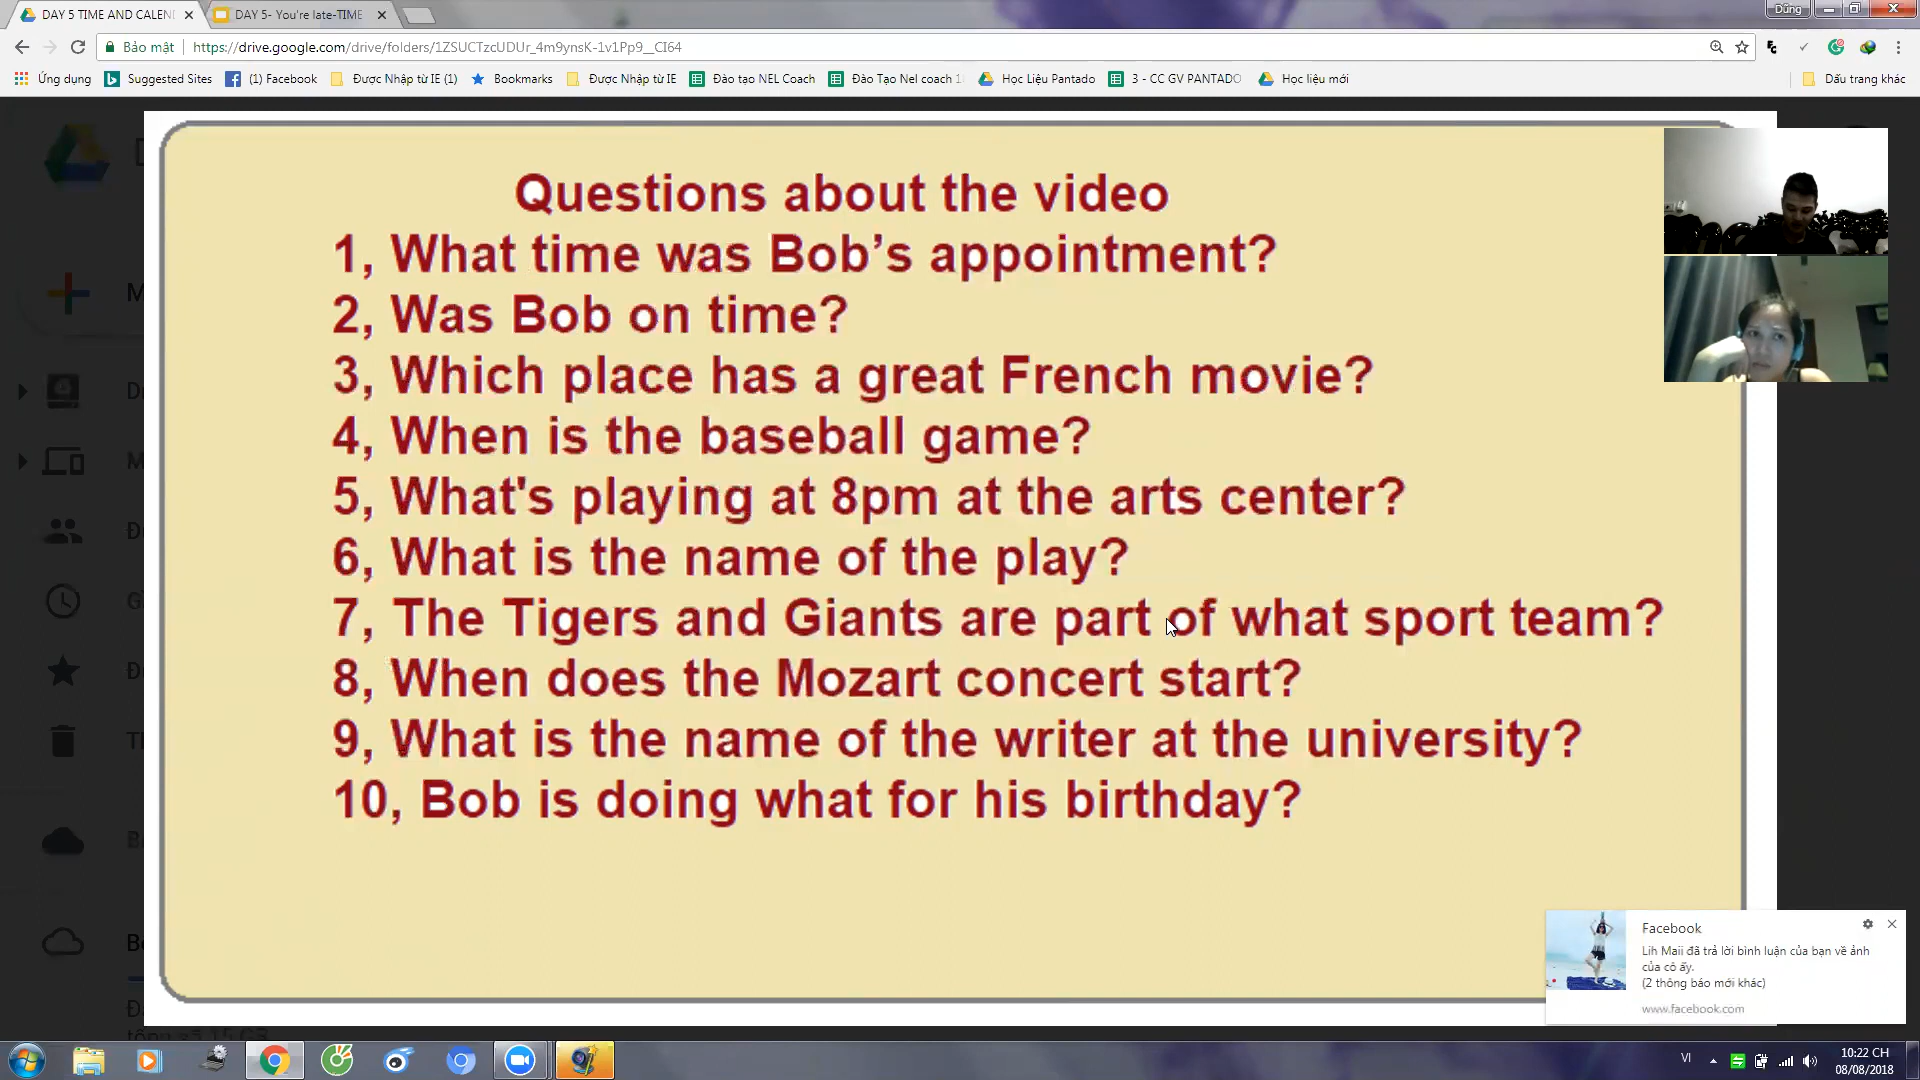 DAY 5 TIME AND CALEN
DAY 5- You're late-TIME
Dũng
Bảo mật
https://drive.google.com/drive/folders/1ZSUCTzcUDUr_4m9ynsK-1v1Pp9__CI64
Ứng dụng
Suggested Sites
(1) Facebook
Được Nhập từ IE (1)
Bookmarks
Được Nhập từ IE
Đào tạo NEL Coach
Đào Tạo Nel coach 1
Học Liệu Pantado
3 - CC GV PANTADO
Học liệu mới
Dấu trang khác
Questions about the video
1, What time was Bob’s appointment?
2, Was Bob on time?
3, Which place has a great French movie?
4, When is the baseball game?
5, What's playing at 8pm at the arts center?
6, What is the name of the play?
7, The Tigers and Giants are part of what sport team?
8, When does the Mozart concert start?
9, What is the name of the writer at the university?
10, Bob is doing what for his birthday?
Facebook
Lih Maii đã trả lời bình luận của bạn về ảnh
của cô ấy.
(2 thông báo mới khác)
www.facebook.com
VI
10:22 CH
08/08/2018